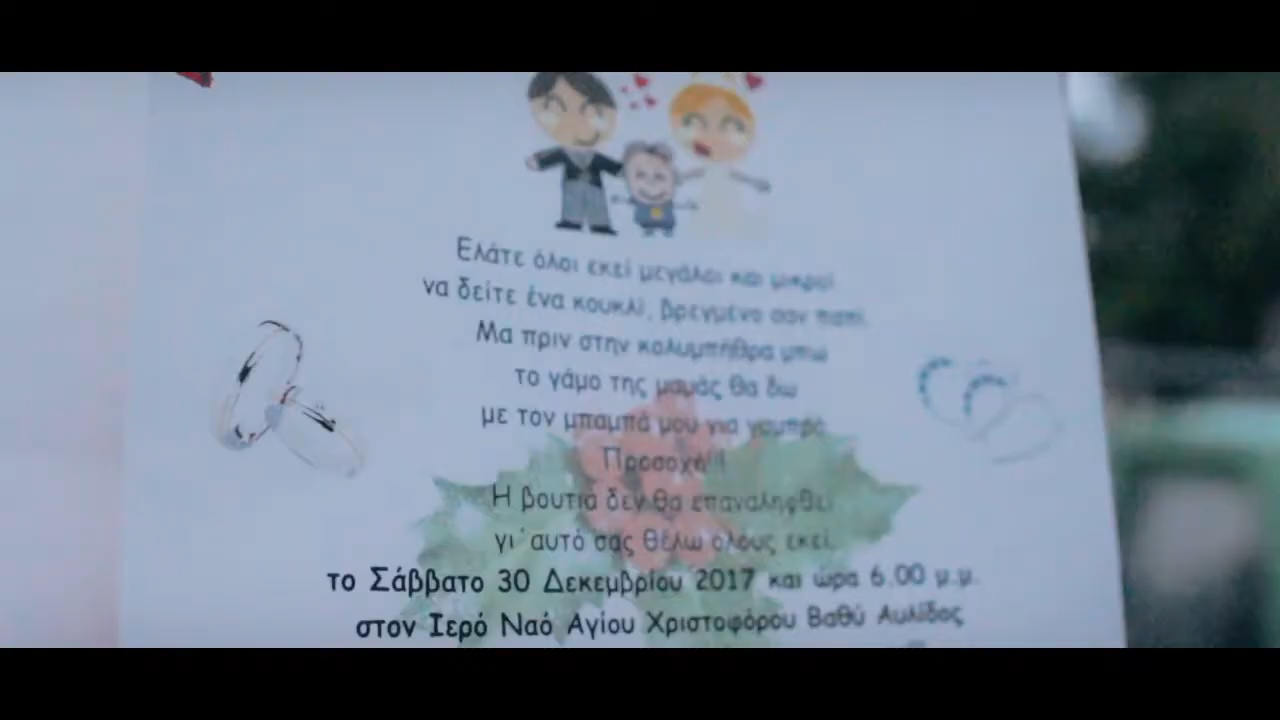 Ελάτε όλοι εκεί μεγάλοι και μικροί
να δείτε ένα κουκλί, βρεγμένο σαν παπί.
Μα πριν στην κολυμπήθρα μπω
το γάμο της μαμάς θα δω
με τον μπαμπά μου για γαμπρό.
Προσοχή!!!
Η βουτιά δεν θα επαναληφθεί
γι΄αυτό σας θέλω όλους εκεί.
το Σάββατο 30 Δεκεμβρίου 2017 και ώρα 6.00 μ.μ.
στον Ιερό Ναό Αγίου Χριστοφόρου Βαθύ Αυλίδος